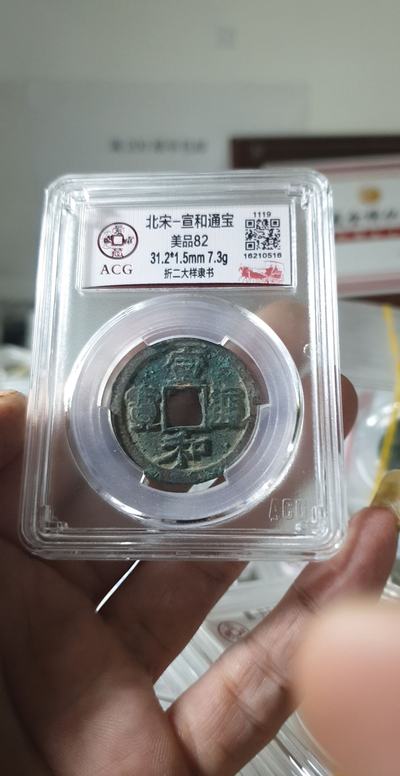 北宋-宣和通宝
美品82
31.2*1.5mm 7.3g
折二大样隶书
ACG
1119
16210516
宣
和
通
寶
ACG